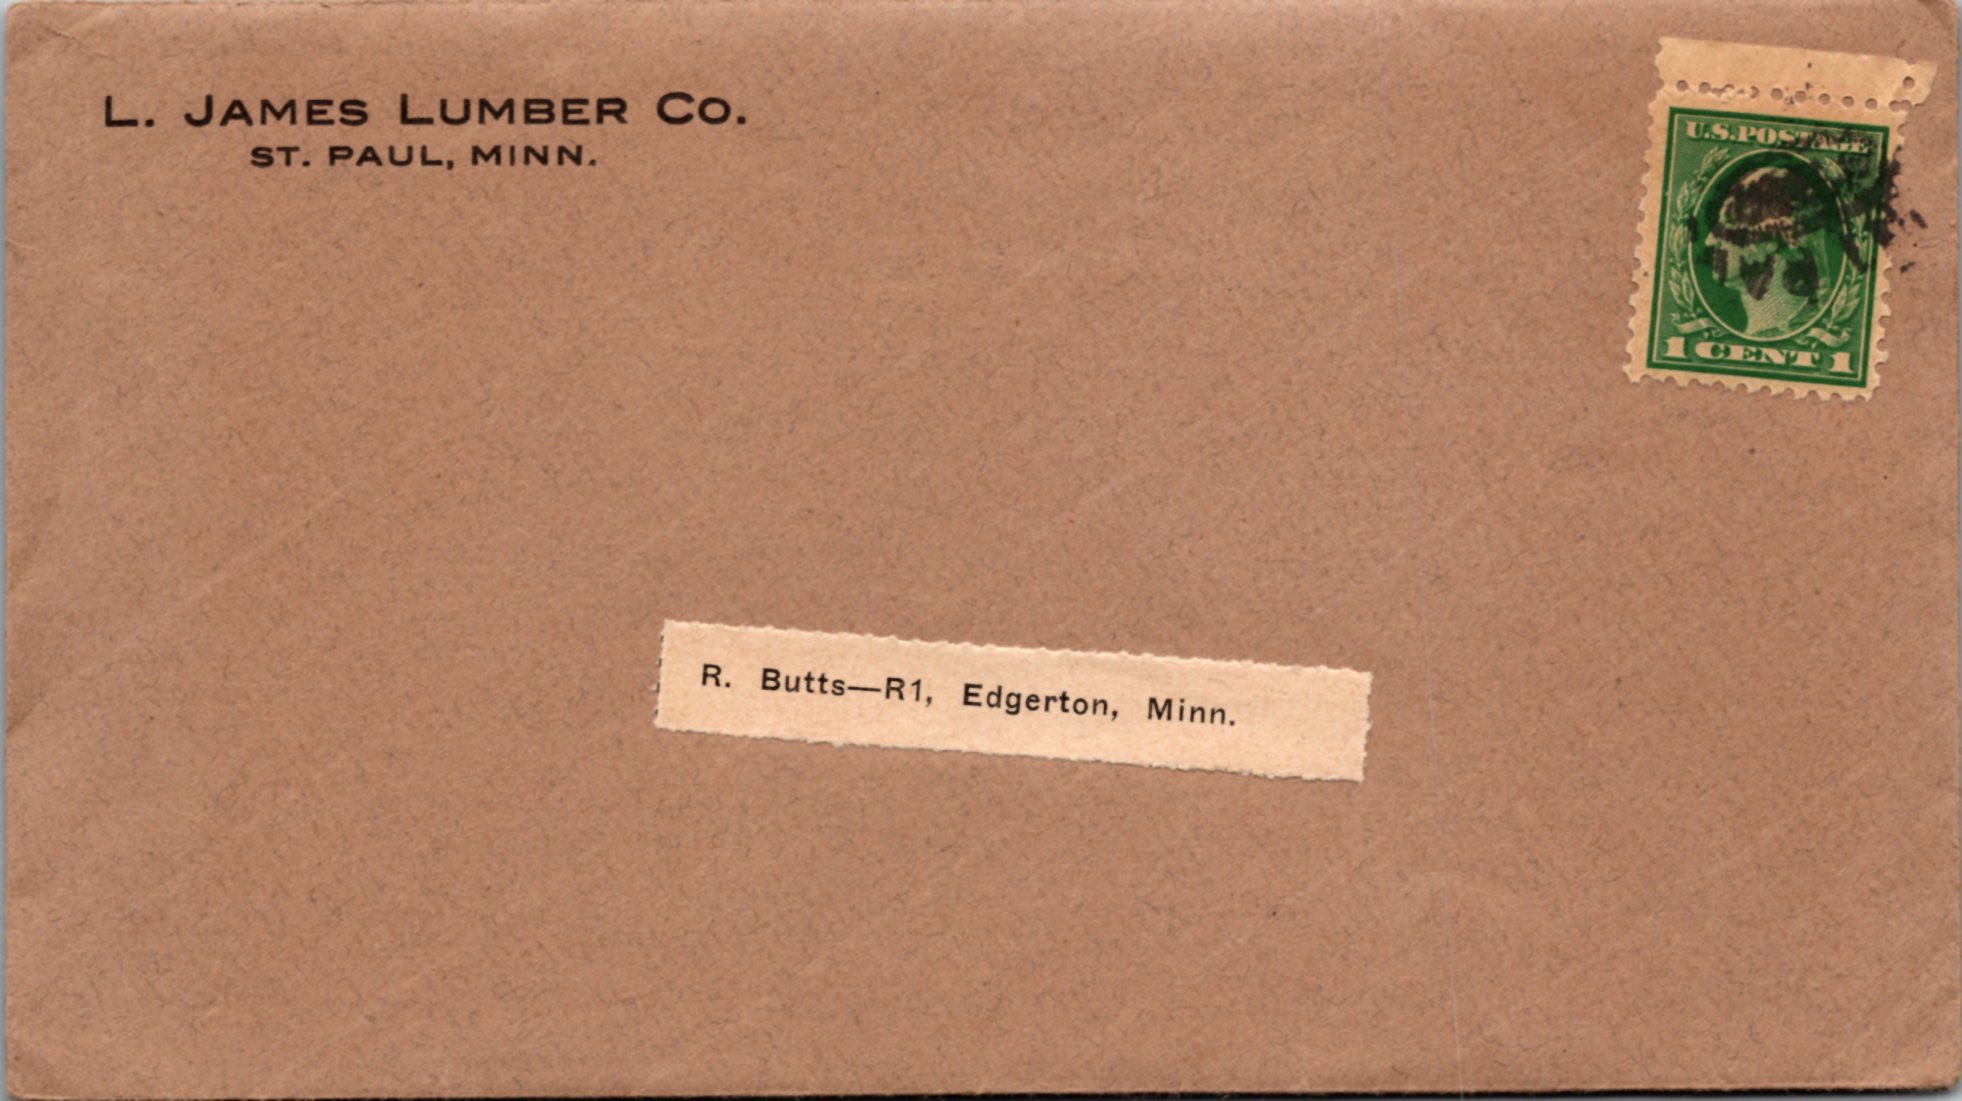 L. JAMES LUMBER CO.
ST. PAUL, MINN.
U.S. POSTAGE
1 CENT 1
R. Butts—R1, Edgerton, Minn.